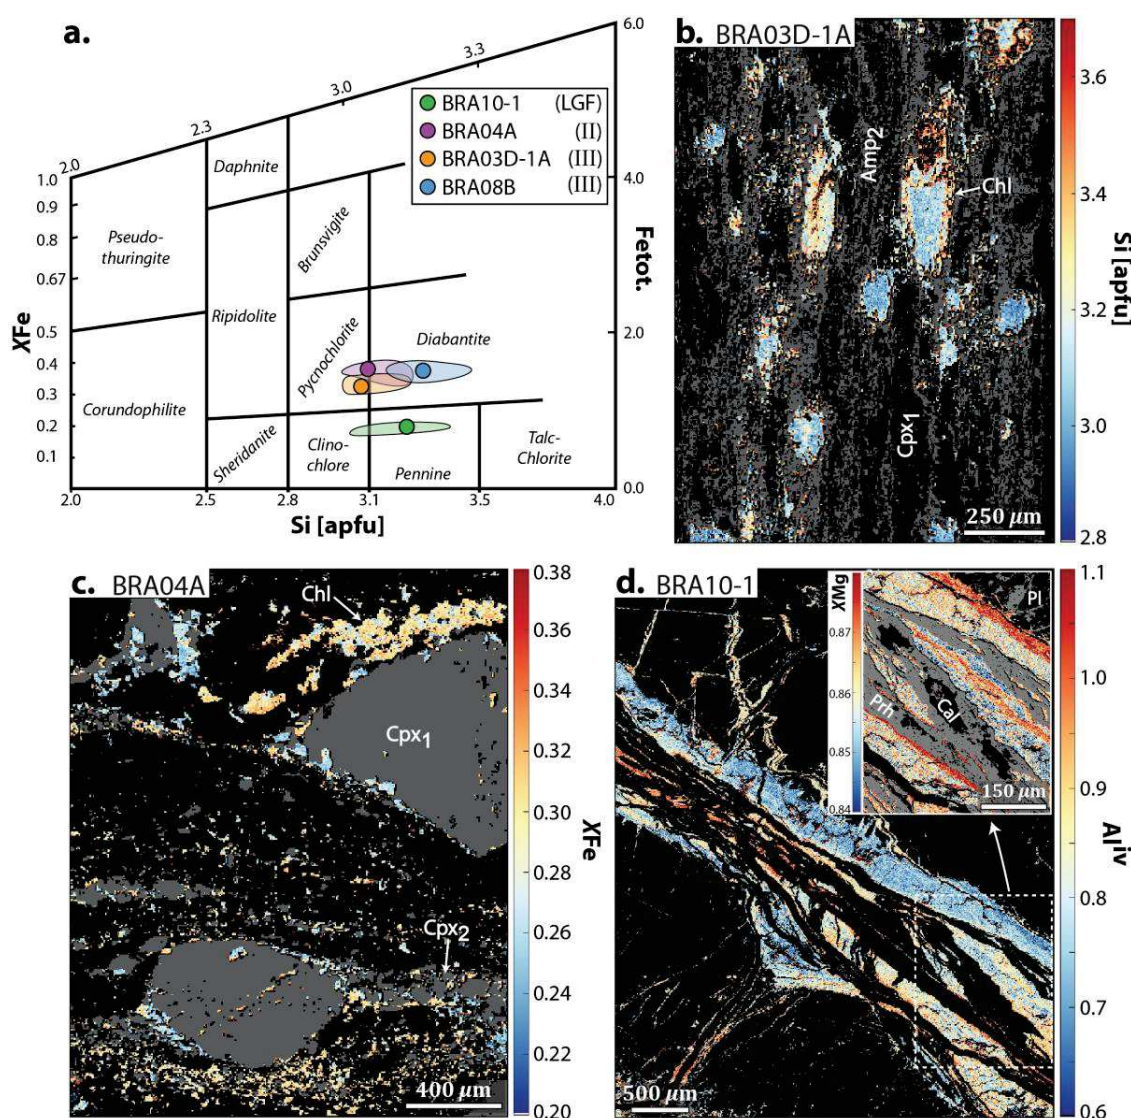 a.
6.0
3.3
3.0
2.3
2.0
BRA10-1 (LGF)
BRA04A (II)
BRA03D-1A (III)
BRA08B (III)
Daphnite
1.0
0.9
0.8
0.67
0.5
0.4
0.3
0.2
0.1
XFe
4.0
2.0
0.0
Fetot.
Pseudo-
thuringite
Brunsvigite
Ripidolite
Pycnochlorite
Diabantite
Corundophilite
Sheridanite
Clino-
chlore
Pennine
Talc-
Chlorite
2.0
2.5
2.8
3.1
3.5
4.0
Si [apfu]
b. BRA03D-1A
Amp2
Chl
Cpx1
250 µm
3.6
3.4
3.2
3.0
2.8
Si [apfu]
c. BRA04A
Chl
Cpx1
Cpx2
400 µm
0.38
0.36
0.34
0.32
0.30
0.28
0.26
0.24
0.22
0.20
XFe
d. BRA10-1
XMg
0.87
0.86
0.85
0.84
Pl
Prh
Cal
150 µm
500 µm
1.1
1.0
0.9
0.8
0.7
0.6
Al iv